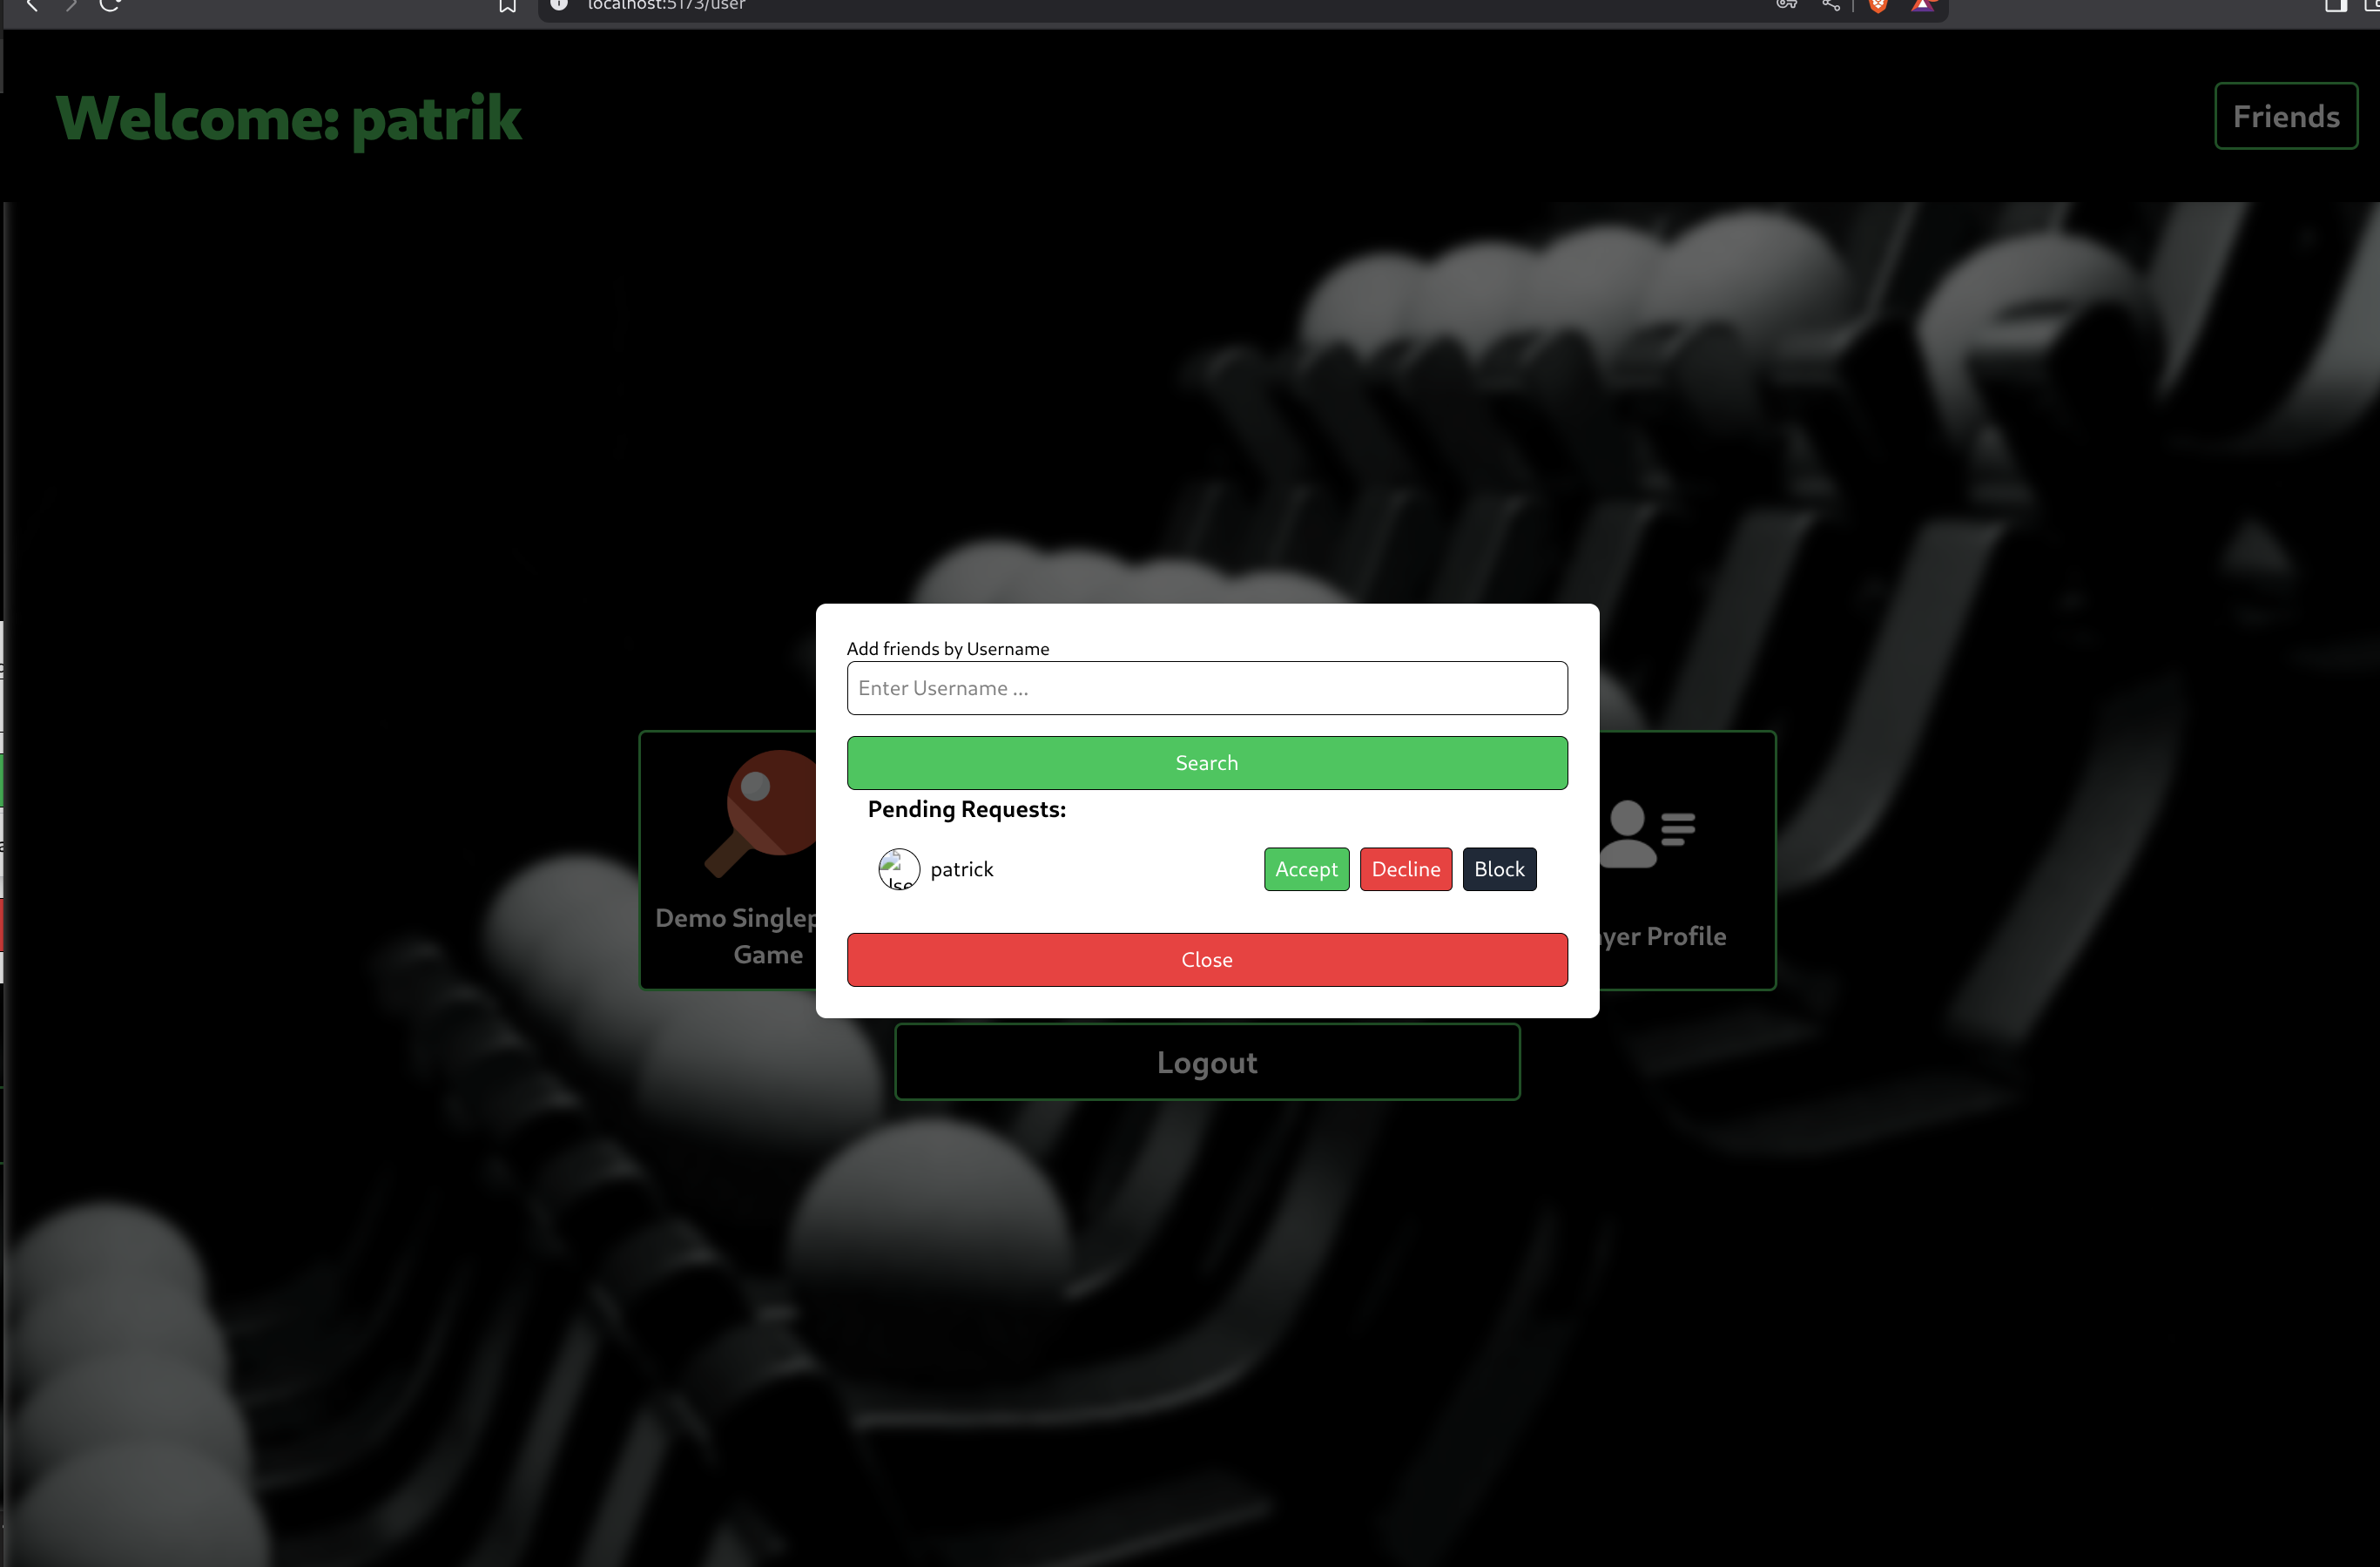 localhost:5173/user
Welcome: patrik
Friends
Add friends by Username
Enter Username ...
Search
Pending Requests:
patrick
Accept
Decline
Block
Demo Singlep
Game
yer Profile
Close
Logout